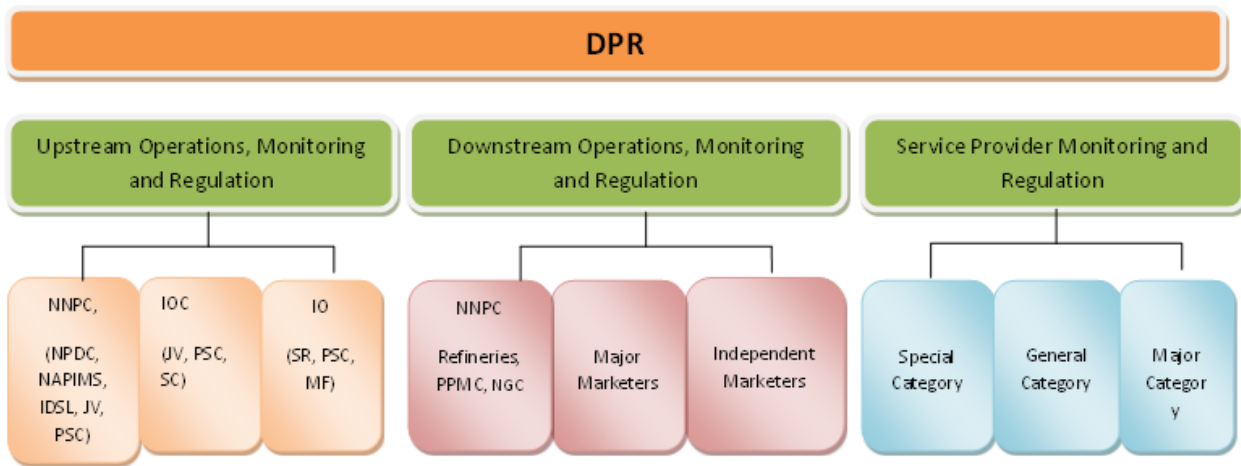 DPR
Upstream Operations, Monitoring
and Regulation
Downstream Operations, Monitoring
and Regulation
Service Provider Monitoring and
Regulation
NNPC,
(NPDC,
NAPIMS,
IDSL, JV,
PSC)
IOC
(JV, PSC,
SC)
IO
(SR, PSC,
MF)
NNPC
Refineries,
PPMC, NGC
Major
Marketers
Independent
Marketers
Special
Category
General
Category
Major
Categor
y